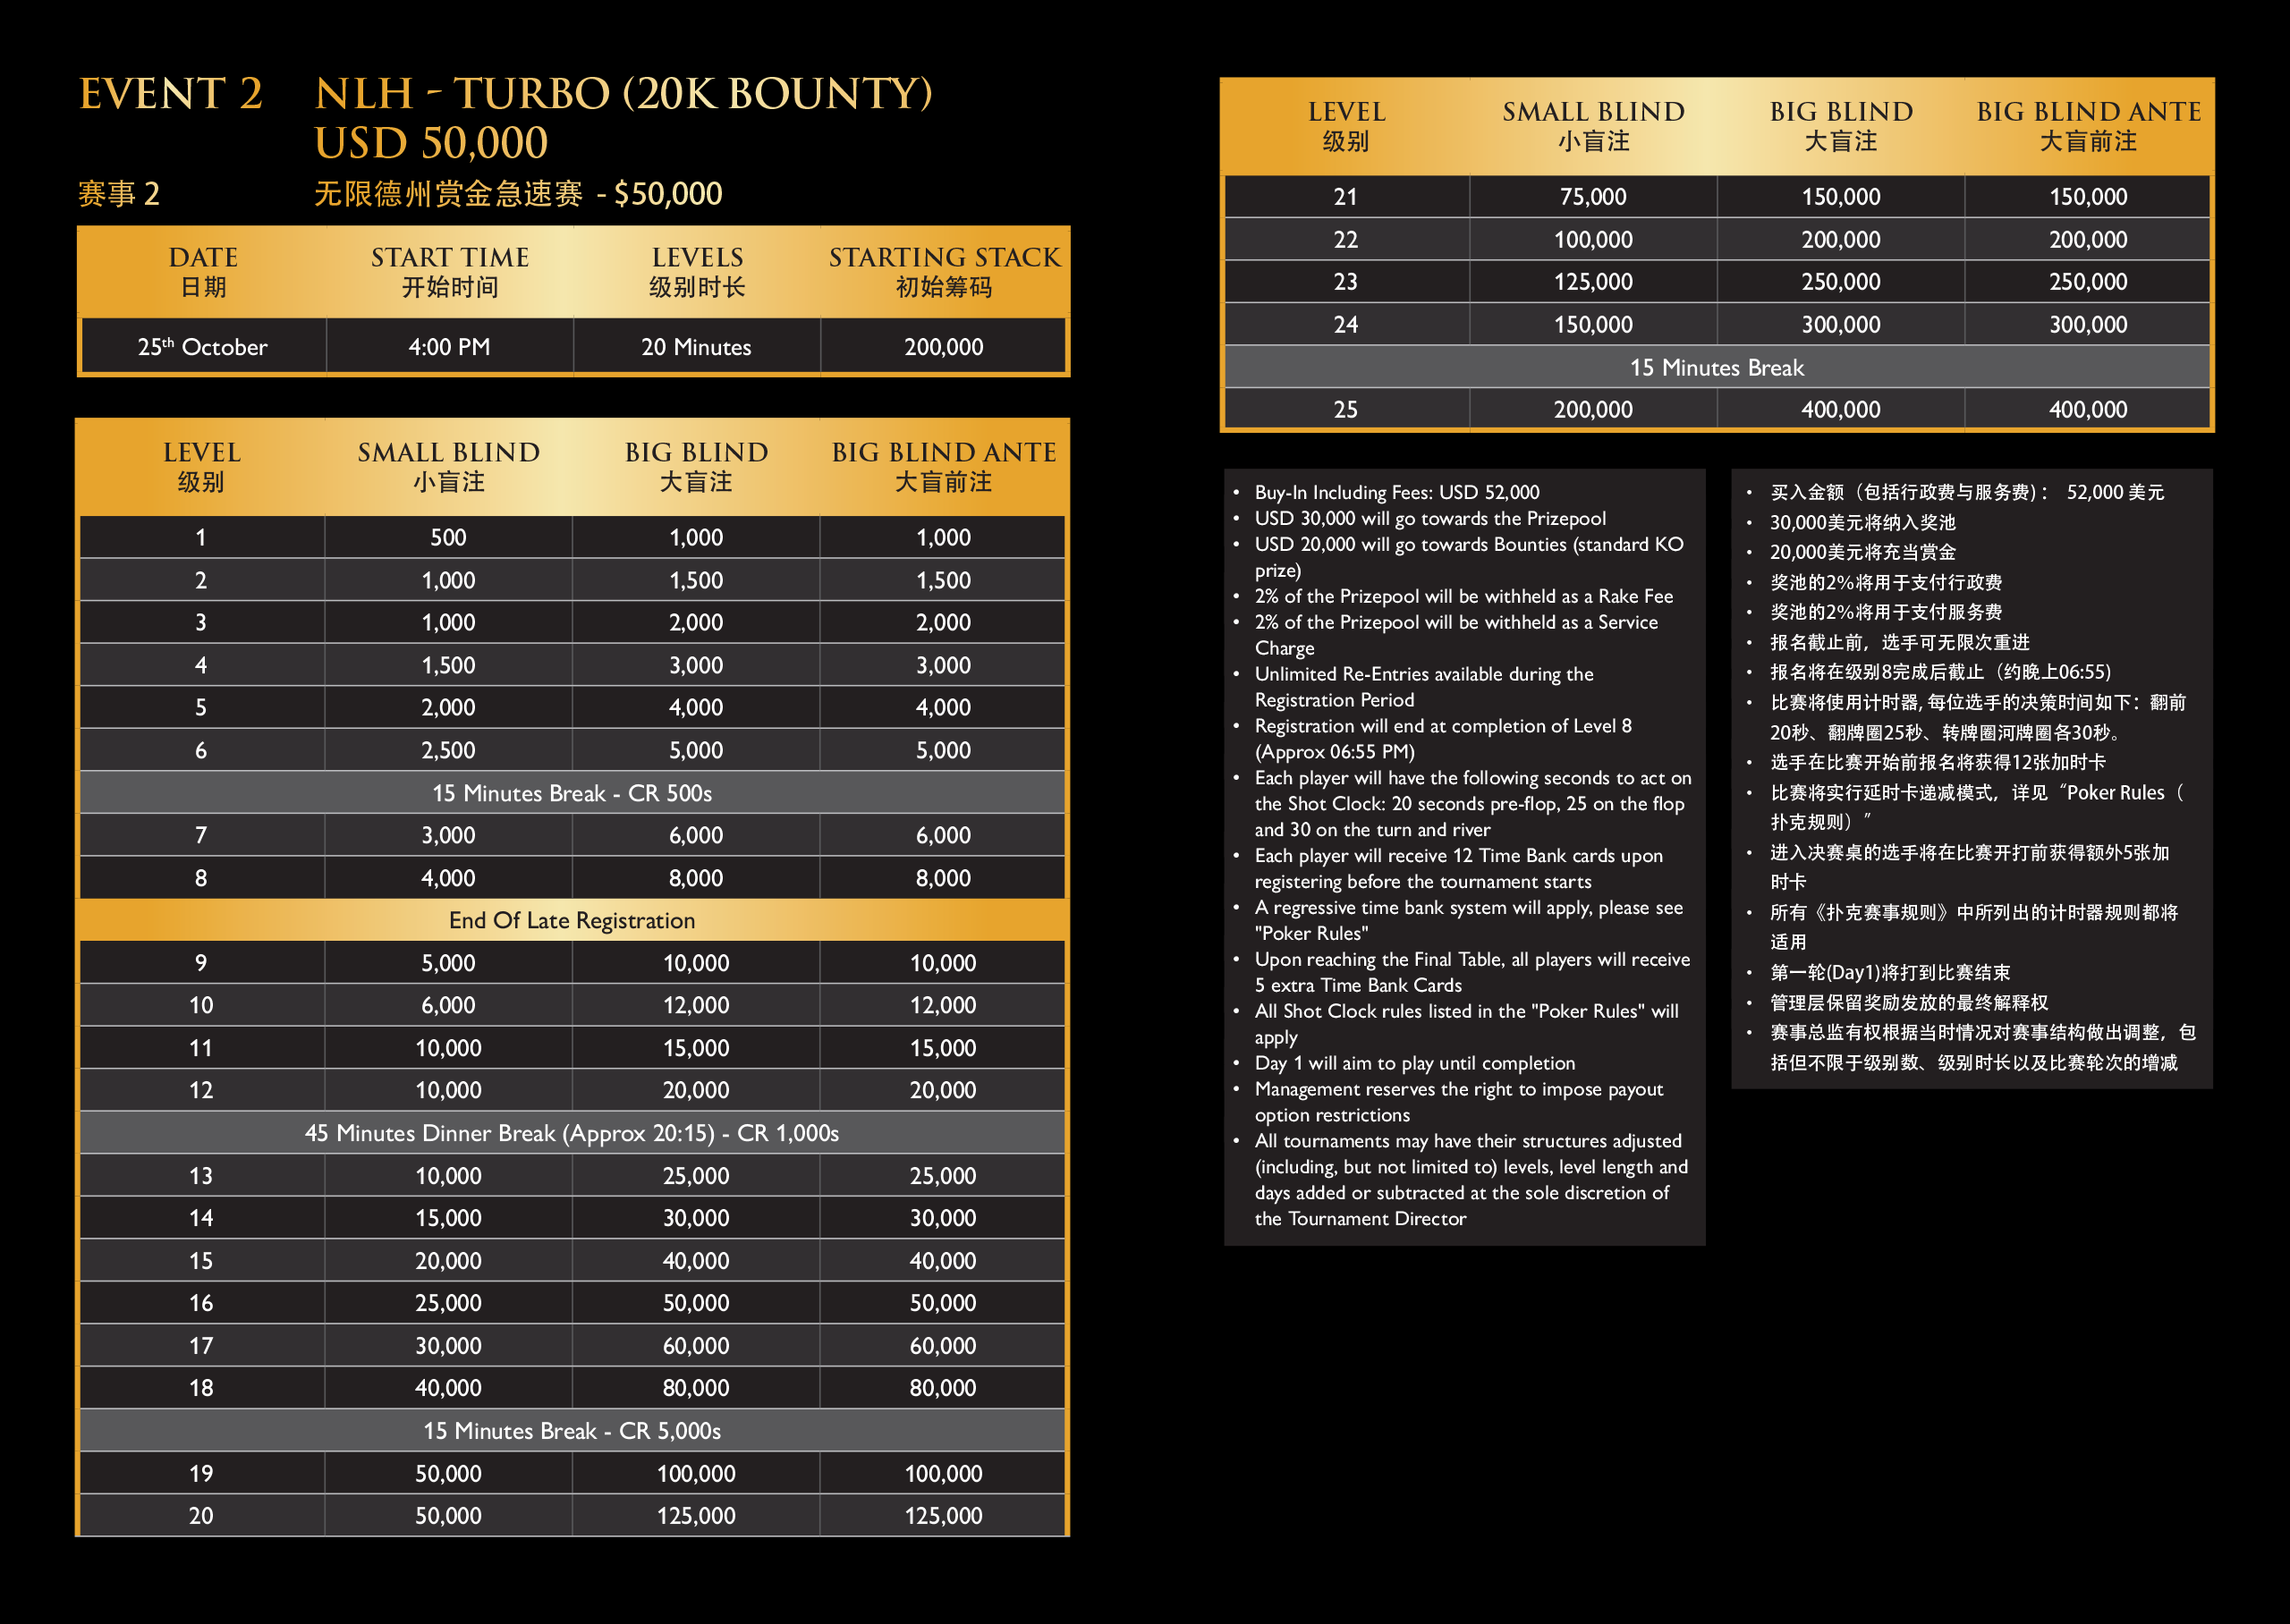 EVENT 2 NLH - TURBO (20K BOUNTY)
USD 50,000
赛事 2 无限德州赏金急速赛 - $50,000
DATE START TIME LEVELS STARTING STACK
日期 开始时间 级别时长 初始筹码
25th October 4:00 PM 20 Minutes 200,000
LEVEL SMALL BLIND BIG BLIND BIG BLIND ANTE
级别 小盲注 大盲注 大盲前注
1 500 1,000 1,000
2 1,000 1,500 1,500
3 1,000 2,000 2,000
4 1,500 3,000 3,000
5 2,000 4,000 4,000
6 2,500 5,000 5,000
15 Minutes Break - CR 500s
7 3,000 6,000 6,000
8 4,000 8,000 8,000
End Of Late Registration
9 5,000 10,000 10,000
10 6,000 12,000 12,000
11 10,000 15,000 15,000
12 10,000 20,000 20,000
45 Minutes Dinner Break (Approx 20:15) - CR 1,000s
13 10,000 25,000 25,000
14 15,000 30,000 30,000
15 20,000 40,000 40,000
16 25,000 50,000 50,000
17 30,000 60,000 60,000
18 40,000 80,000 80,000
15 Minutes Break - CR 5,000s
19 50,000 100,000 100,000
20 50,000 125,000 125,000
LEVEL SMALL BLIND BIG BLIND BIG BLIND ANTE
级别 小盲注 大盲注 大盲前注
21 75,000 150,000 150,000
22 100,000 200,000 200,000
23 125,000 250,000 250,000
24 150,000 300,000 300,000
15 Minutes Break
25 200,000 400,000 400,000
• Buy-In Including Fees: USD 52,000
• USD 30,000 will go towards the Prizepool
• USD 20,000 will go towards Bounties (standard KO
prize)
• 2% of the Prizepool will be withheld as a Rake Fee
• 2% of the Prizepool will be withheld as a Service
Charge
• Unlimited Re-Entries available during the
Registration Period
• Registration will end at completion of Level 8
(Approx 06:55 PM)
• Each player will have the following seconds to act on
the Shot Clock: 20 seconds pre-flop, 25 on the flop
and 30 on the turn and river
• Each player will receive 12 Time Bank cards upon
registering before the tournament starts
• A regressive time bank system will apply, please see
"Poker Rules"
• Upon reaching the Final Table, all players will receive
5 extra Time Bank Cards
• All Shot Clock rules listed in the "Poker Rules" will
apply
• Day 1 will aim to play until completion
• Management reserves the right to impose payout
option restrictions
• All tournaments may have their structures adjusted
(including, but not limited to) levels, level length and
days added or subtracted at the sole discretion of
the Tournament Director
• 买入金额（包括行政费与服务费）： 52,000 美元
• 30,000美元将纳入奖池
• 20,000美元将充当赏金
• 奖池的2%将用于支付行政费
• 奖池的2%将用于支付服务费
• 报名截止前，选手可无限次重进
• 报名将在级别8完成后截止（约晚上06:55)
• 比赛将使用计时器, 每位选手的决策时间如下：翻前
20秒、翻牌圈25秒、转牌圈河牌圈各30秒。
• 选手在比赛开始前报名将获得12张加时卡
• 比赛将实行延时卡递减模式，详见“Poker Rules（
扑克规则）”
• 进入决赛桌的选手将在比赛开打前获得额外5张加
时卡
• 所有《扑克赛事规则》中所列出的计时器规则都将
适用
• 第一轮(Day1)将打到比赛结束
• 管理层保留奖励发放的最终解释权
• 赛事总监有权根据当时情况对赛事结构做出调整，包
括但不限于级别数、级别时长以及比赛轮次的增减